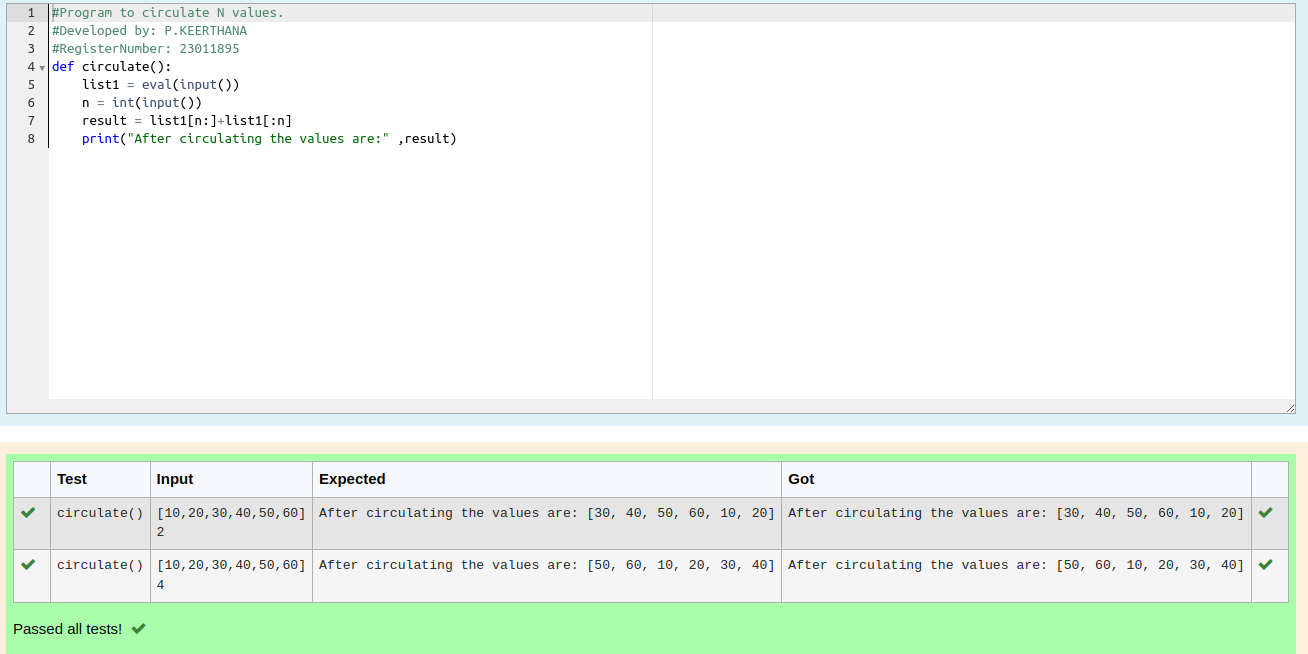 1 #Program to circulate N values.
2 #Developed by: P.KEERTHANA
3 #RegisterNumber: 23011895
4 def circulate():
5     list1 = eval(input())
6     n = int(input())
7     result = list1[n:]+list1[:n]
8     print("After circulating the values are:" ,result)
Test Input Expected Got
circulate() [10,20,30,40,50,60] After circulating the values are: [30, 40, 50, 60, 10, 20] After circulating the values are: [30, 40, 50, 60, 10, 20]
2
circulate() [10,20,30,40,50,60] After circulating the values are: [50, 60, 10, 20, 30, 40] After circulating the values are: [50, 60, 10, 20, 30, 40]
4
Passed all tests!